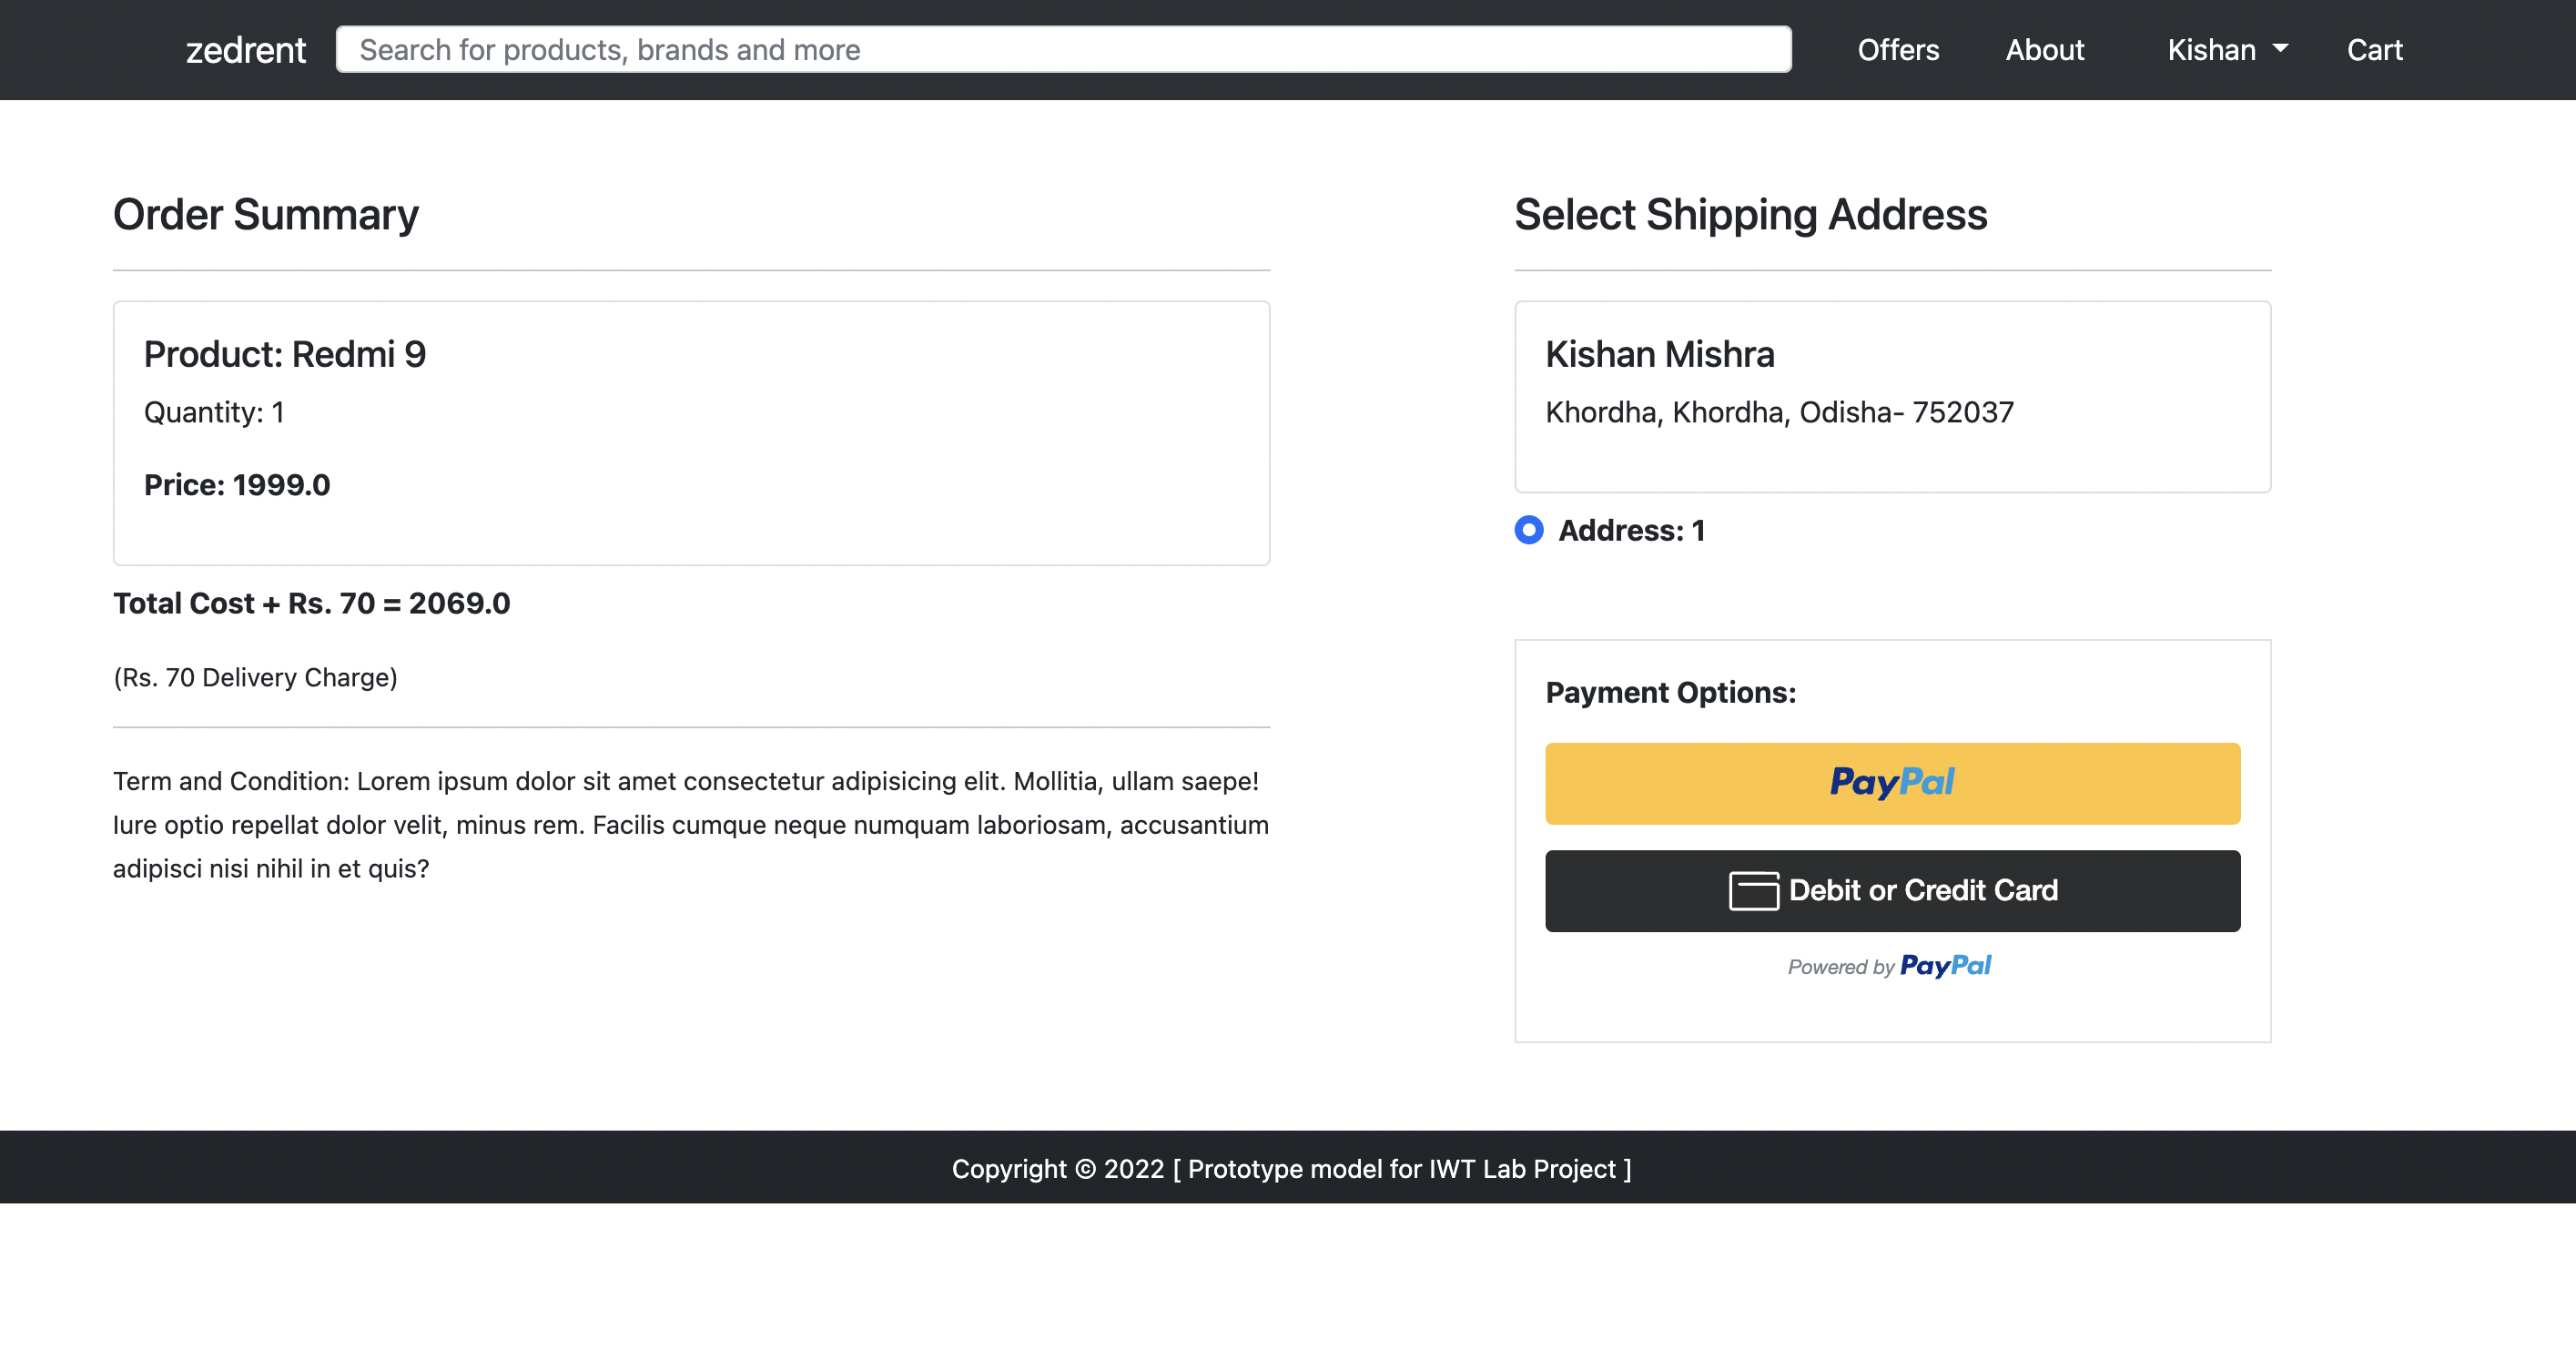 zedrent
Search for products, brands and more
Offers
About
Kishan
Cart
Order Summary
Product: Redmi 9
Quantity: 1
Price: 1999.0
Total Cost + Rs. 70 = 2069.0
(Rs. 70 Delivery Charge)
Term and Condition: Lorem ipsum dolor sit amet consectetur adipisicing elit. Mollitia, ullam saepe!
Iure optio repellat dolor velit, minus rem. Facilis cumque neque numquam laboriosam, accusantium
adipisci nisi nihil in et quis?
Select Shipping Address
Kishan Mishra
Khordha, Khordha, Odisha- 752037
Address: 1
Payment Options:
PayPal
Debit or Credit Card
Powered by PayPal
Copyright © 2022 [ Prototype model for IWT Lab Project ]